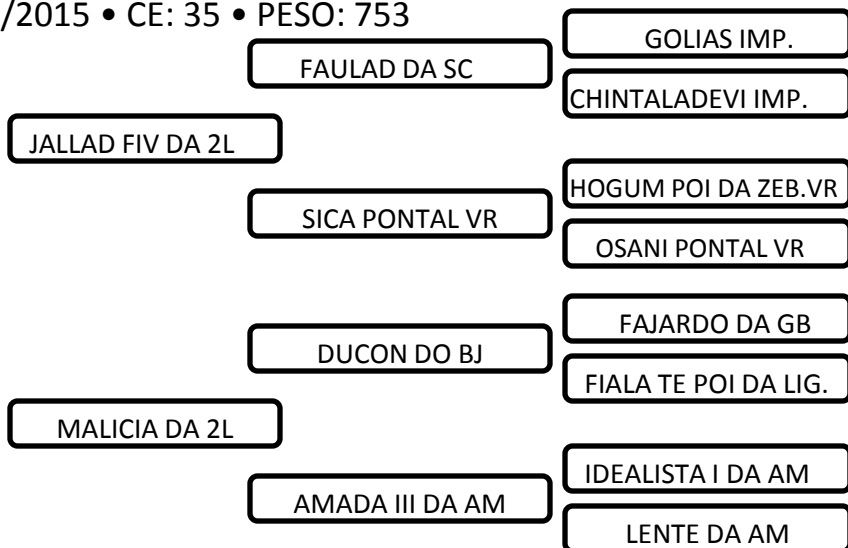 /2015 • CE: 35 • PESO: 753
GOLIAS IMP.
FAULAD DA SC
CHINTALADEVI IMP.
JALLAD FIV DA 2L
HOGUM POI DA ZEB.VR
SICA PONTAL VR
OSANI PONTAL VR
FAJARDO DA GB
DUCON DO BJ
FIALA TE POI DA LIG.
MALICIA DA 2L
IDEALISTA I DA AM
AMADA III DA AM
LENTE DA AM